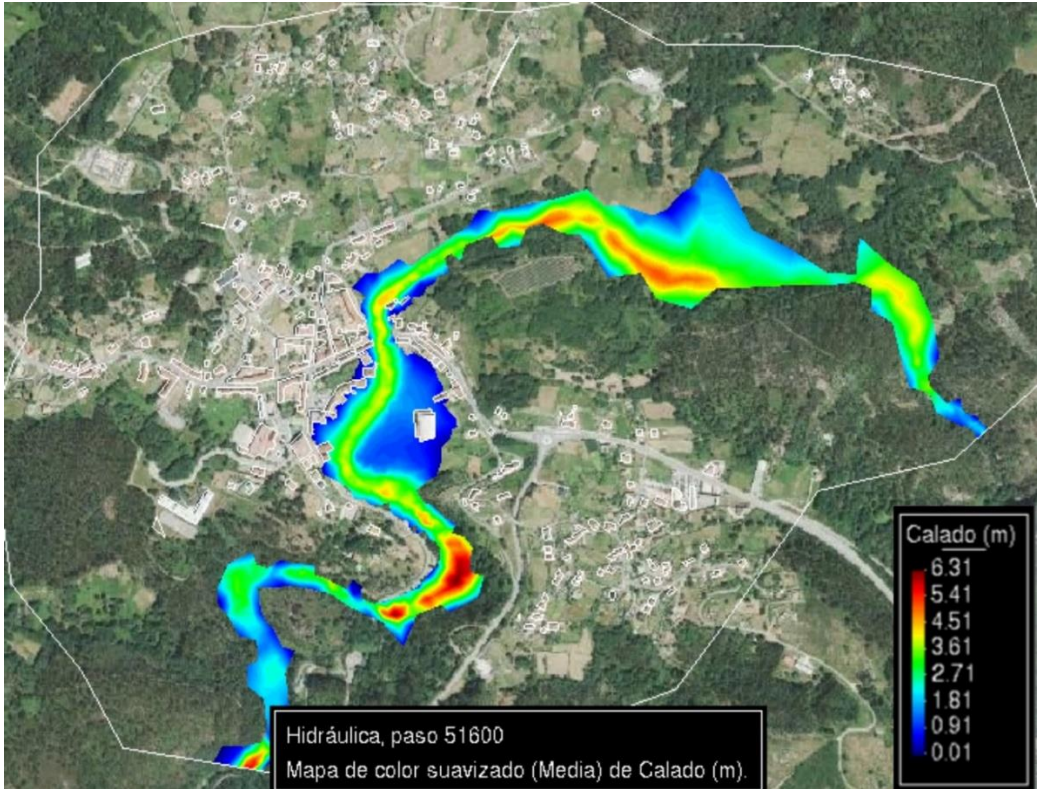 Calado (m)
6.31
5.41
4.51
3.61
2.71
1.81
0.91
0.01
Hidráulica, paso 51600
Mapa de color suavizado (Media) de Calado (m).